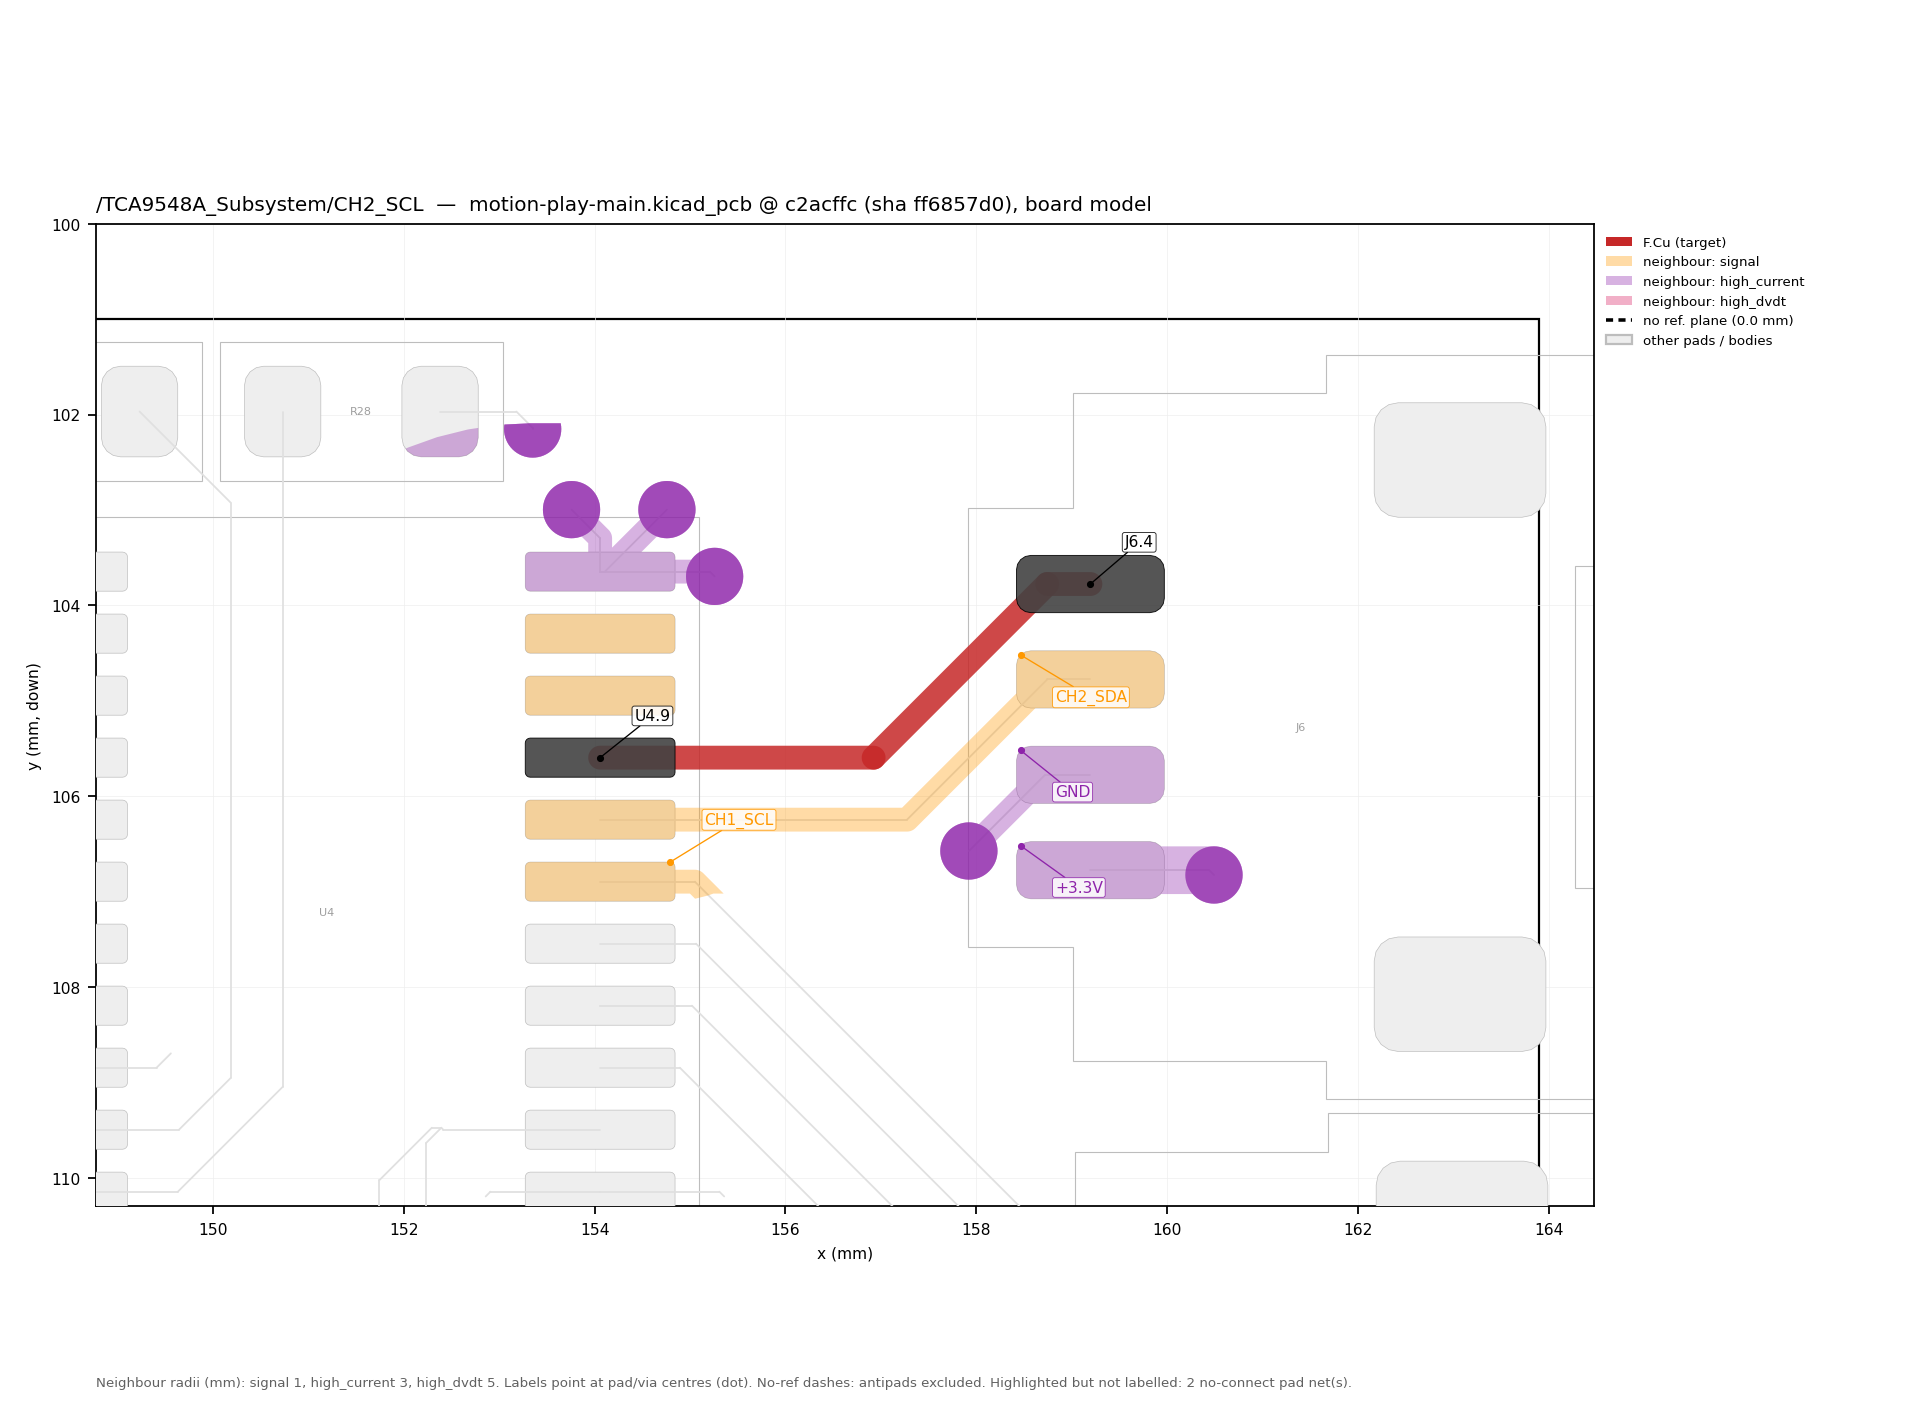 /TCA9548A_Subsystem/CH2_SCL — motion-play-main.kicad_pcb @ c2acffc (sha ff6857d0), board model
F.Cu (target)
neighbour: signal
neighbour: high_current
neighbour: high_dvdt
no ref. plane (0.0 mm)
other pads / bodies
100
102
104
106
108
110
y (mm, down)
R28
J6.4
CH2_SDA
U4.9
J6
GND
CH1_SCL
+3.3V
U4
150
152
154
156
158
160
162
164
x (mm)
Neighbour radii (mm): signal 1, high_current 3, high_dvdt 5. Labels point at pad/via centres (dot). No-ref dashes: antipads excluded. Highlighted but not labelled: 2 no-connect pad net(s).